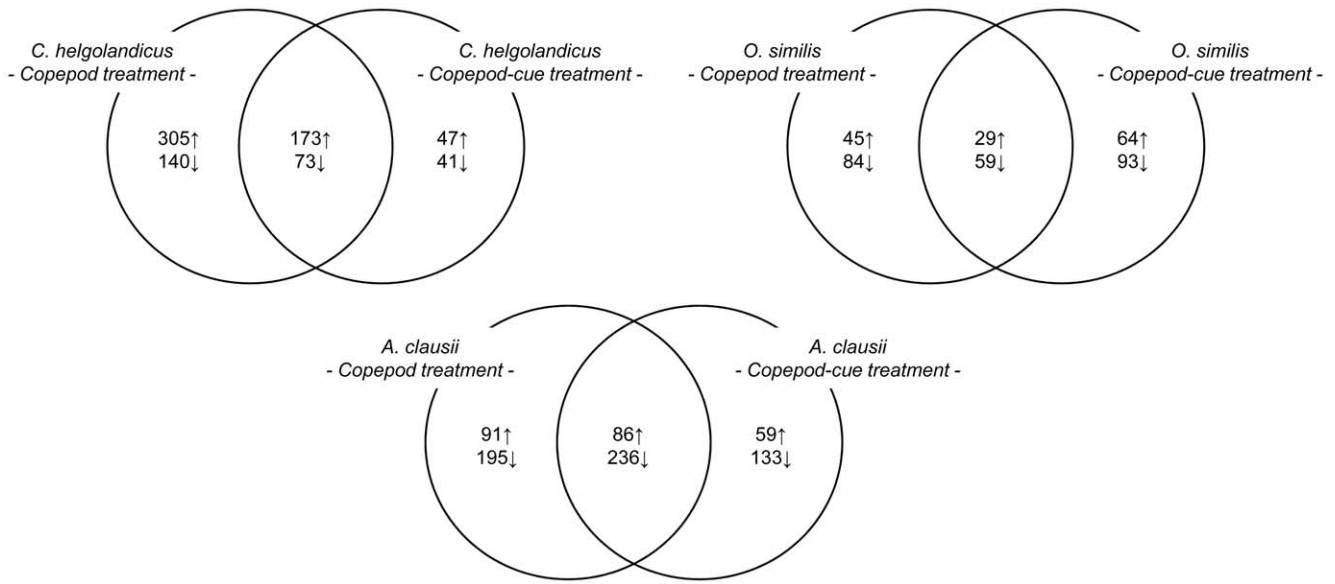 C. helgolandicus
- Copepod treatment -
C. helgolandicus
- Copepod-cue treatment -
305↑
140↓
173↑
73↓
47↑
41↓
O. similis
- Copepod treatment -
O. similis
- Copepod-cue treatment -
45↑
84↓
29↑
59↓
64↑
93↓
A. clausii
- Copepod treatment -
A. clausii
- Copepod-cue treatment -
91↑
195↓
86↑
236↓
59↑
133↓